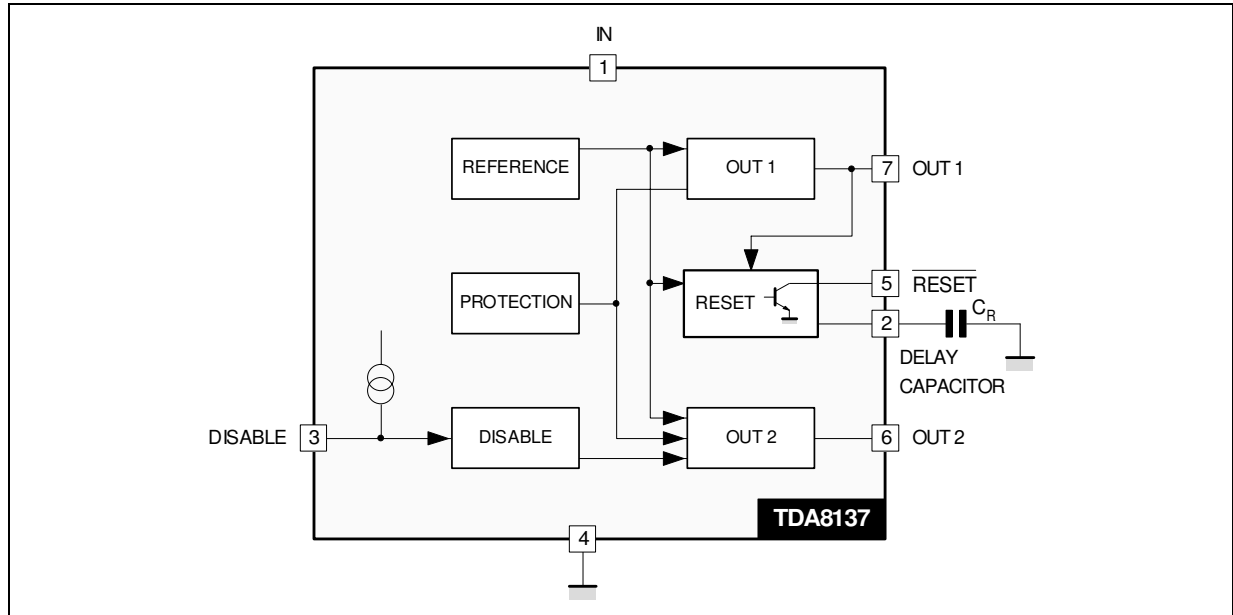 IN
1
REFERENCE
OUT 1
7 OUT 1
PROTECTION
RESET
5 RESET
2 CR
DELAY
CAPACITOR
DISABLE 3
DISABLE
OUT 2
6 OUT 2
TDA8137
4